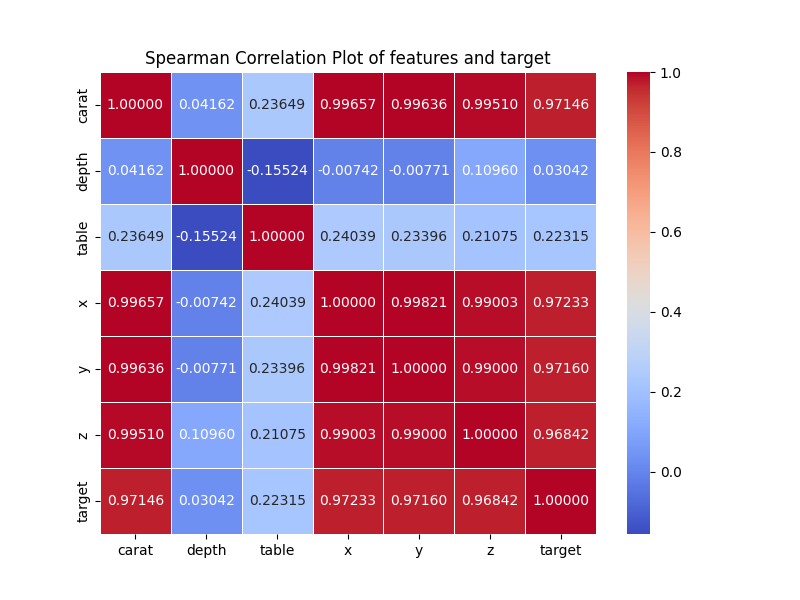 Spearman Correlation Plot of features and target
carat 1.00000 0.04162 0.23649 0.99657 0.99636 0.99510 0.97146
depth 0.04162 1.00000 -0.15524 -0.00742 -0.00771 0.10960 0.03042
table 0.23649 -0.15524 1.00000 0.24039 0.23396 0.21075 0.22315
x 0.99657 -0.00742 0.24039 1.00000 0.99821 0.99003 0.97233
y 0.99636 -0.00771 0.23396 0.99821 1.00000 0.99000 0.97160
z 0.99510 0.10960 0.21075 0.99003 0.99000 1.00000 0.96842
target 0.97146 0.03042 0.22315 0.97233 0.97160 0.96842 1.00000
carat depth table x y z target
1.0
0.8
0.6
0.4
0.2
0.0